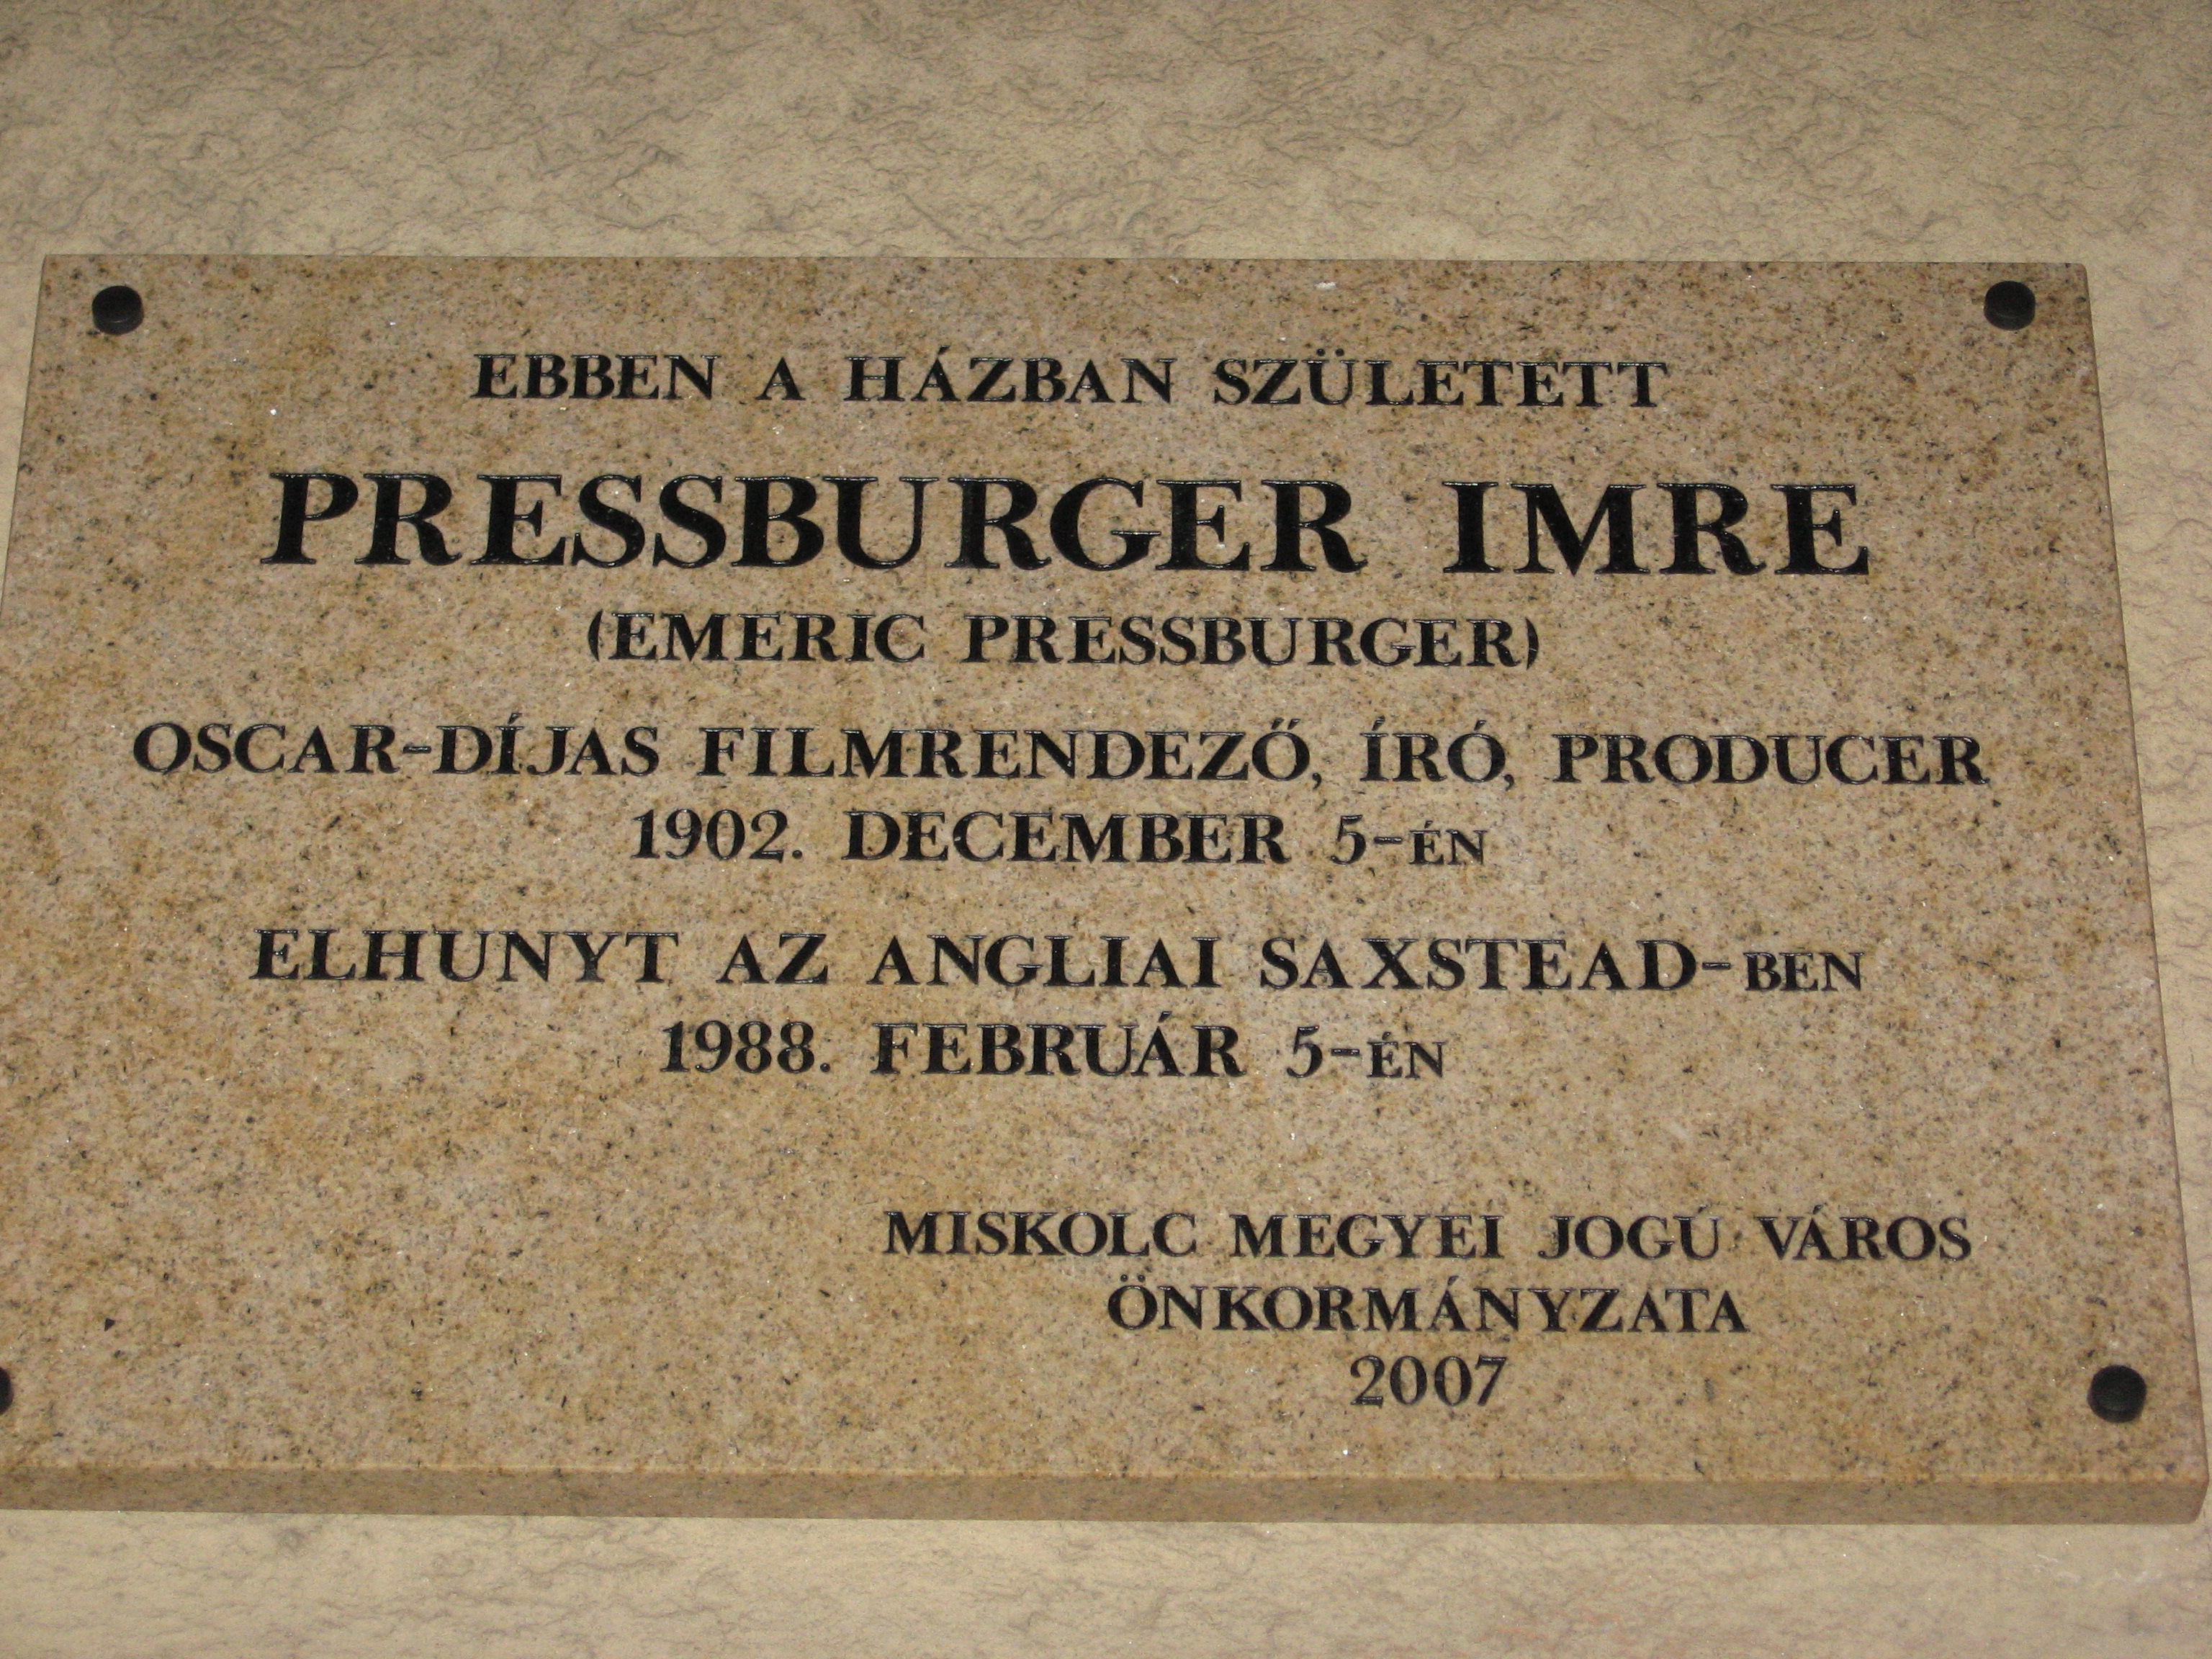 EBBEN A HÁZBAN SZÜLETETT
PRESSBURGER IMRE
(EMERIC PRESSBURGER)
OSCAR-DÍJAS FILMRENDEZŐ, ÍRÓ, PRODUCER
1902. DECEMBER 5-ÉN
ELHUNYT AZ ANGLIAI SAXSTEAD-BEN
1988. FEBRUÁR 5-ÉN
MISKOLC MEGYEI JOGÚ VÁROS
ÖNKORMÁNYZATA
2007